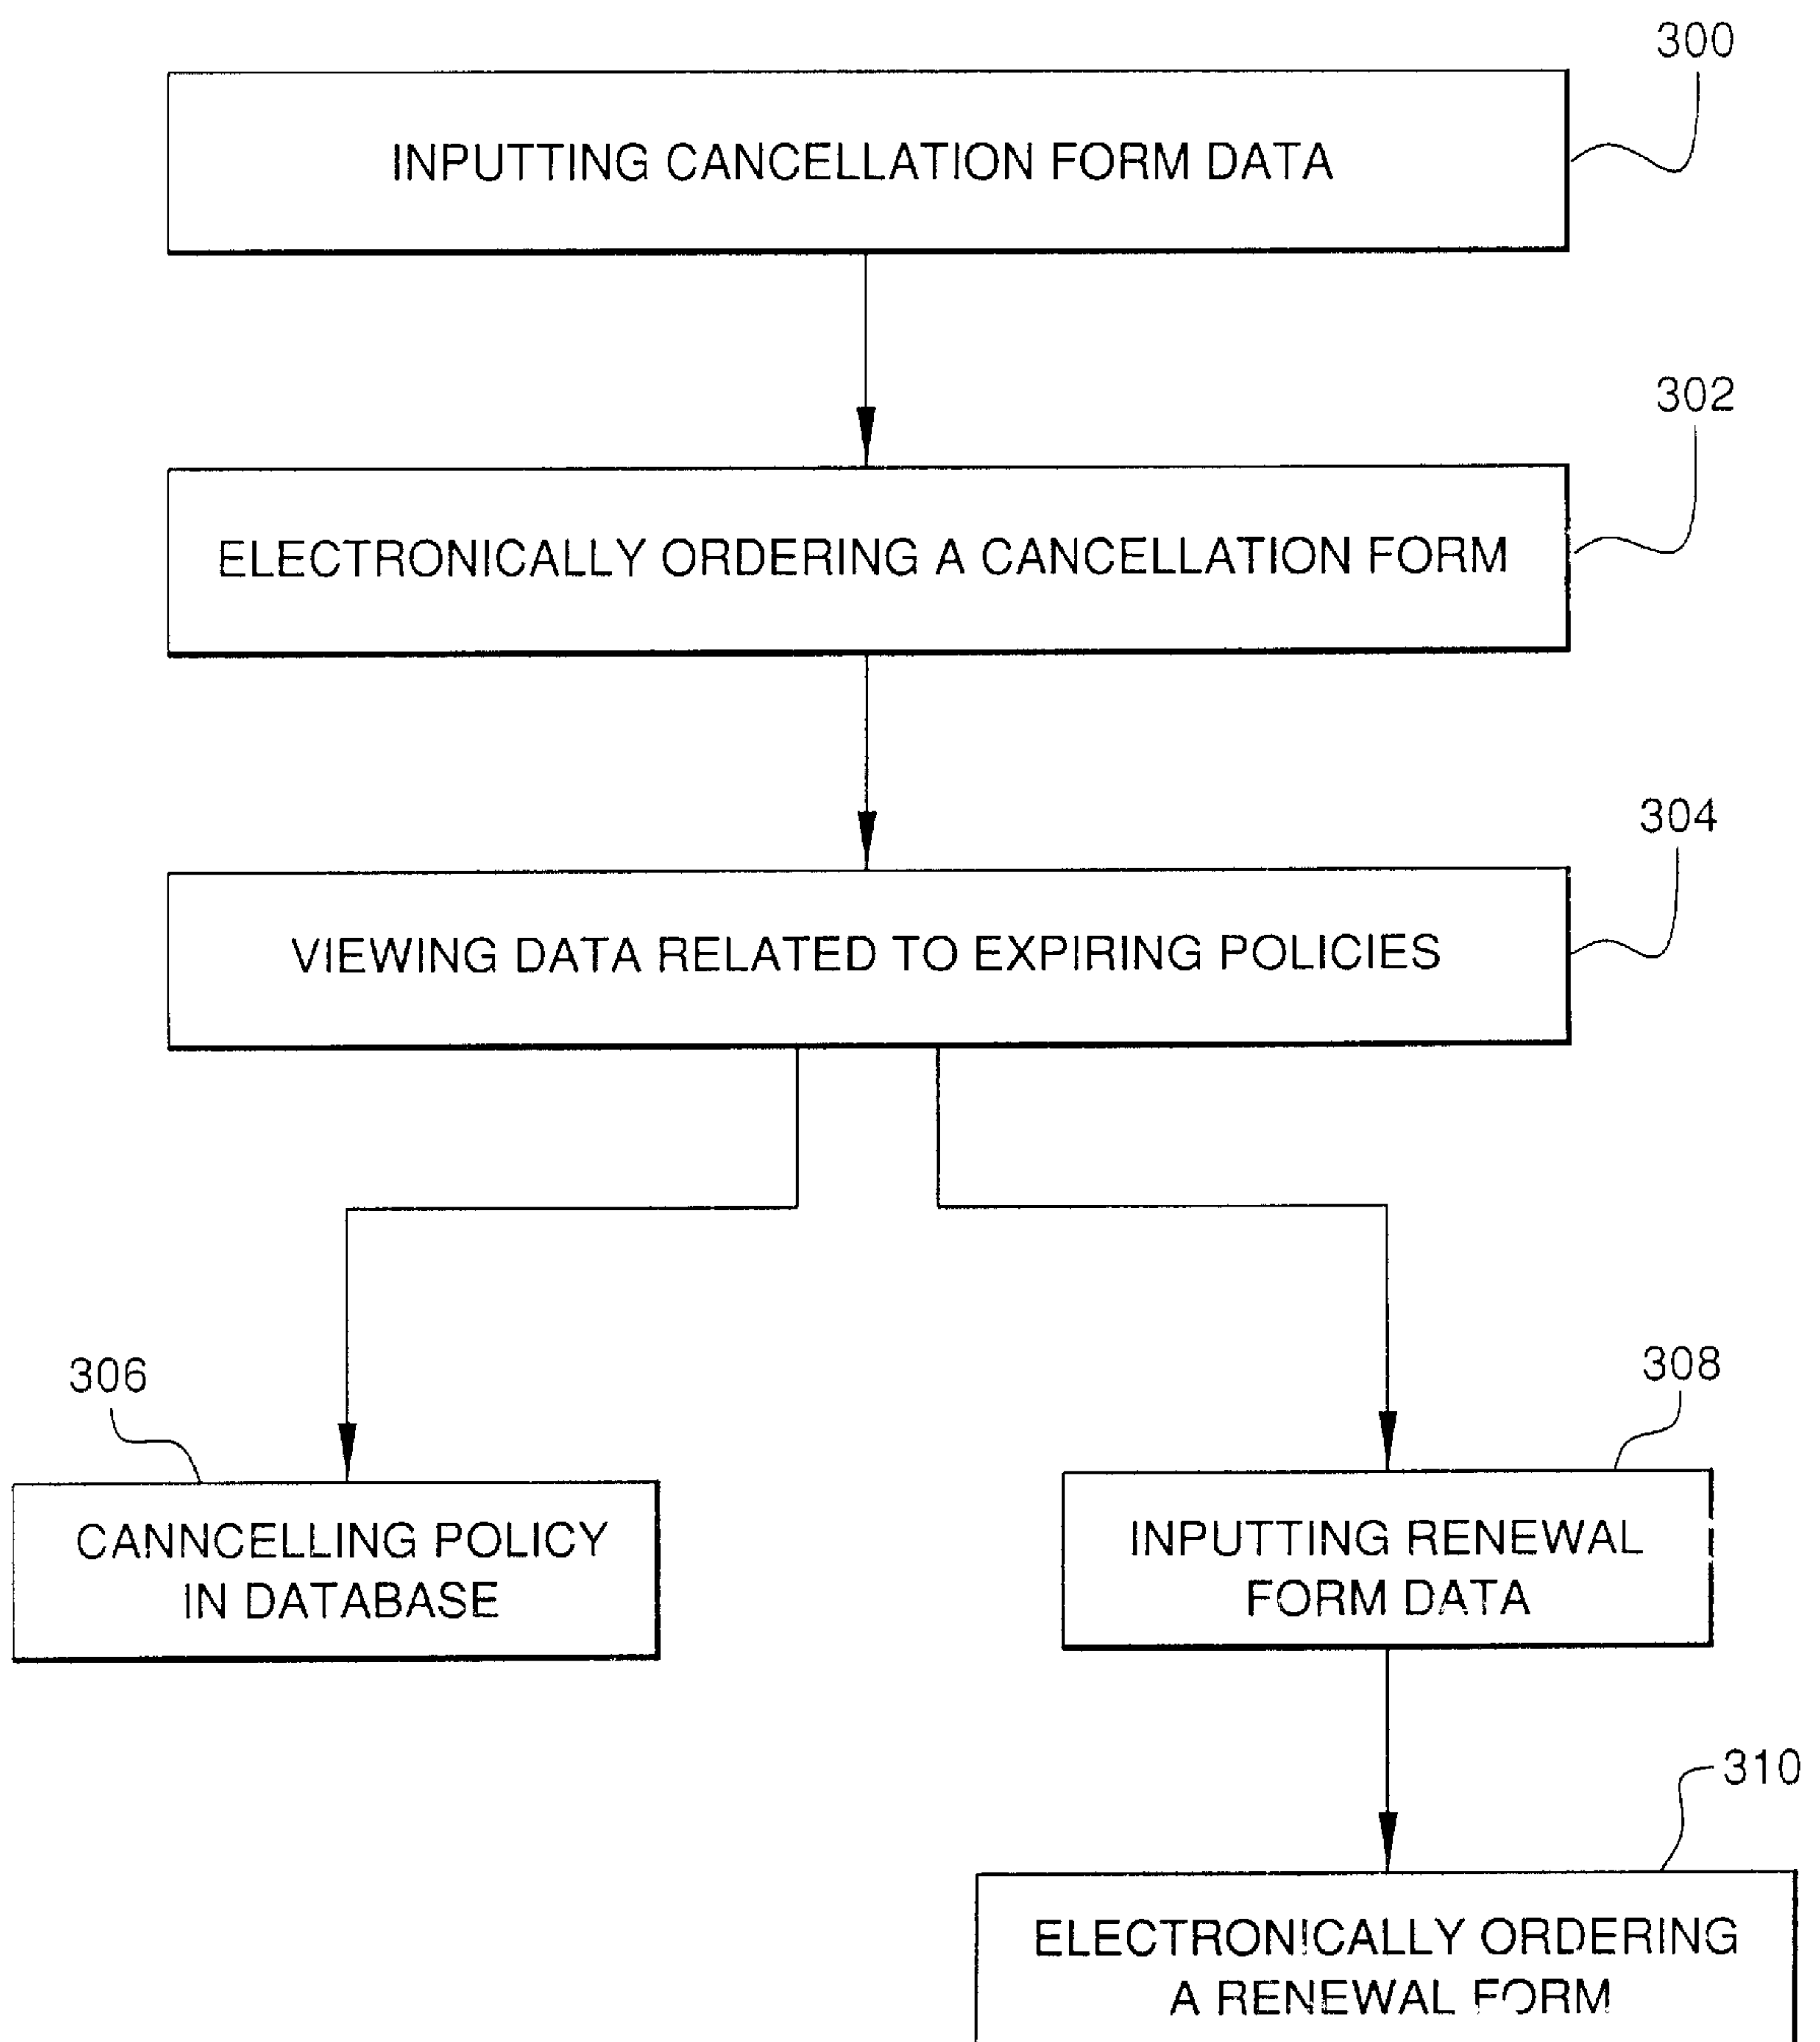 300
INPUTTING CANCELLATION FORM DATA
302
ELECTRONICALLY ORDERING A CANCELLATION FORM
304
VIEWING DATA RELATED TO EXPIRING POLICIES
306
CANNCELLING POLICY
IN DATABASE
308
INPUTTING RENEWAL
FORM DATA
310
ELECTRONICALLY ORDERING
A RENEWAL FORM